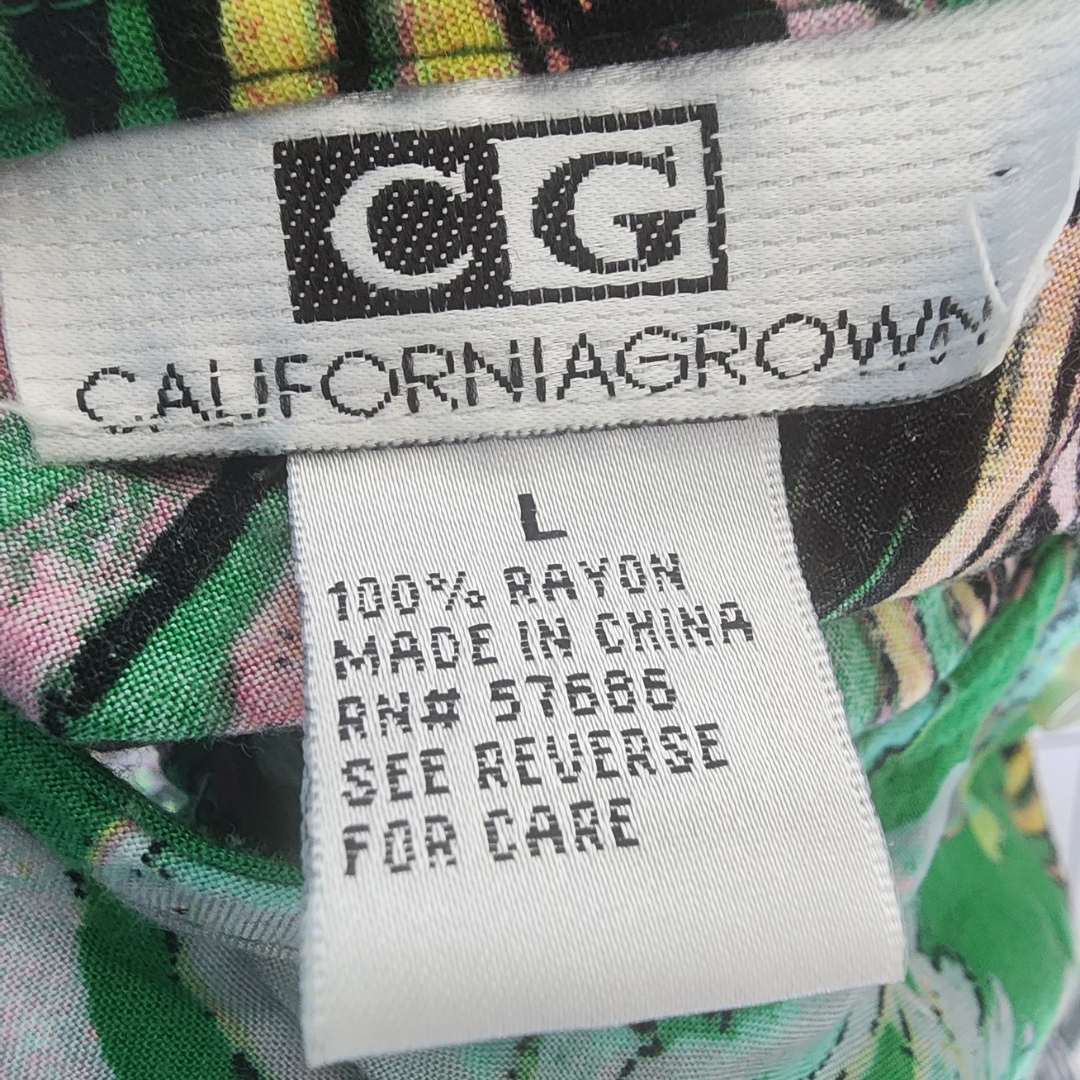 CG
CALIFORNIAGROWN
L
100% RAYON
MADE IN CHINA
RN# 57686
SEE REVERSE
FOR CARE